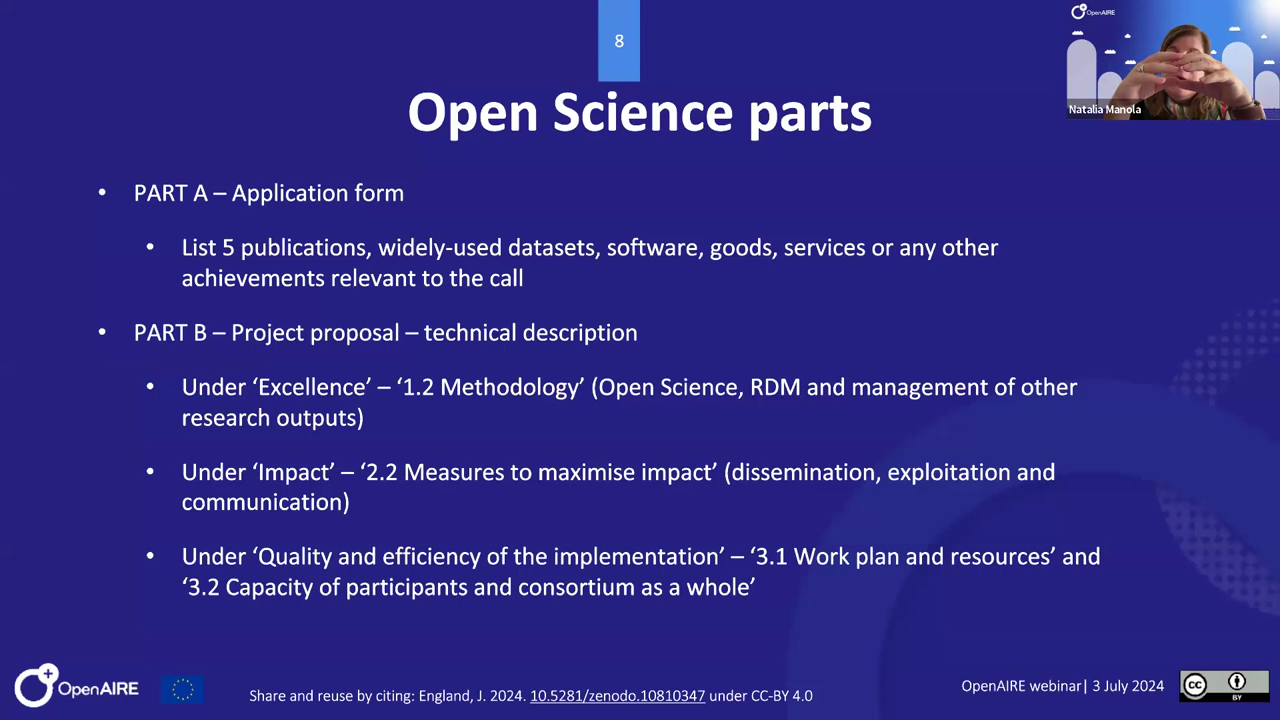 8
OpenAIRE
Natalia Manola
Open Science parts
• PART A – Application form
• List 5 publications, widely-used datasets, software, goods, services or any other
achievements relevant to the call
• PART B – Project proposal – technical description
• Under ‘Excellence’ – ‘1.2 Methodology’ (Open Science, RDM and management of other
research outputs)
• Under ‘Impact’ – ‘2.2 Measures to maximise impact’ (dissemination, exploitation and
communication)
• Under ‘Quality and efficiency of the implementation’ – ‘3.1 Work plan and resources’ and
‘3.2 Capacity of participants and consortium as a whole’
OpenAIRE
Share and reuse by citing: England, J. 2024. 10.5281/zenodo.10810347 under CC-BY 4.0
OpenAIRE webinar| 3 July 2024
CC
BY